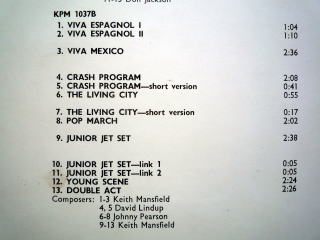 11-13 Don Jackson
KPM 1037B
1. VIVA ESPAGNOL I 1:04
2. VIVA ESPAGNOL II 1:10
3. VIVA MEXICO 2:36
4. CRASH PROGRAM 2:08
5. CRASH PROGRAM—short version 0:41
6. THE LIVING CITY 0:55
7. THE LIVING CITY—short version 0:17
8. POP MARCH 2:02
9. JUNIOR JET SET 2:38
10. JUNIOR JET SET—link 1 0:05
11. JUNIOR JET SET—link 2 0:05
12. YOUNG SCENE 2:24
13. DOUBLE ACT 2:26
Composers: 1-3 Keith Mansfield
4, 5 David Lindup
6-8 Johnny Pearson
9-13 Keith Mansfield